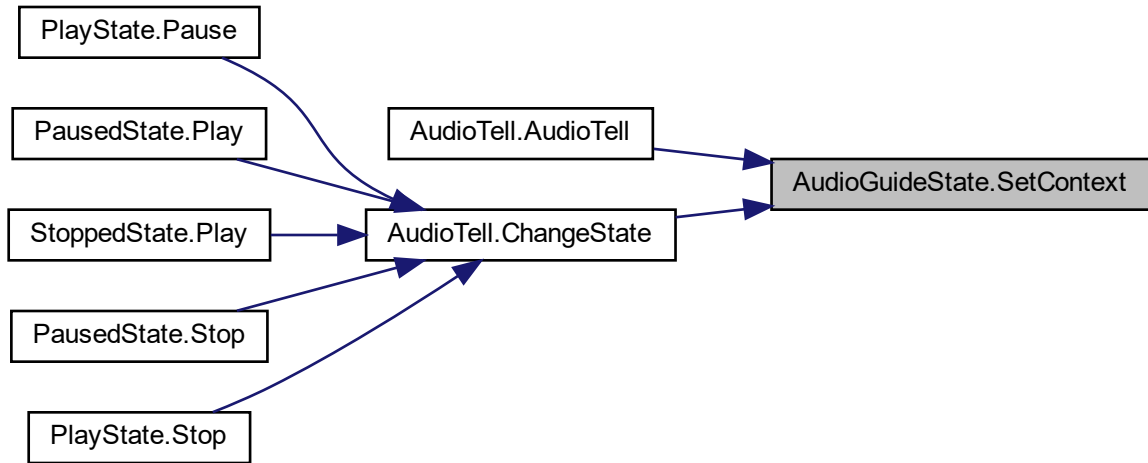 PlayState.Pause
PausedState.Play
AudioTell.AudioTell
AudioGuideState.SetContext
StoppedState.Play
AudioTell.ChangeState
PausedState.Stop
PlayState.Stop